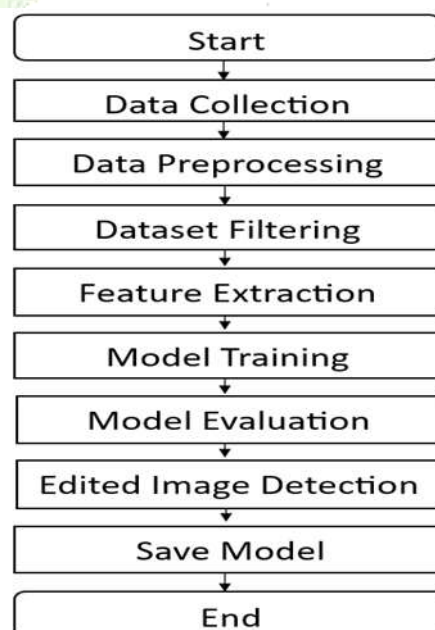 Start
Data Collection
Data Preprocessing
Dataset Filtering
Feature Extraction
Model Training
Model Evaluation
Edited Image Detection
Save Model
End